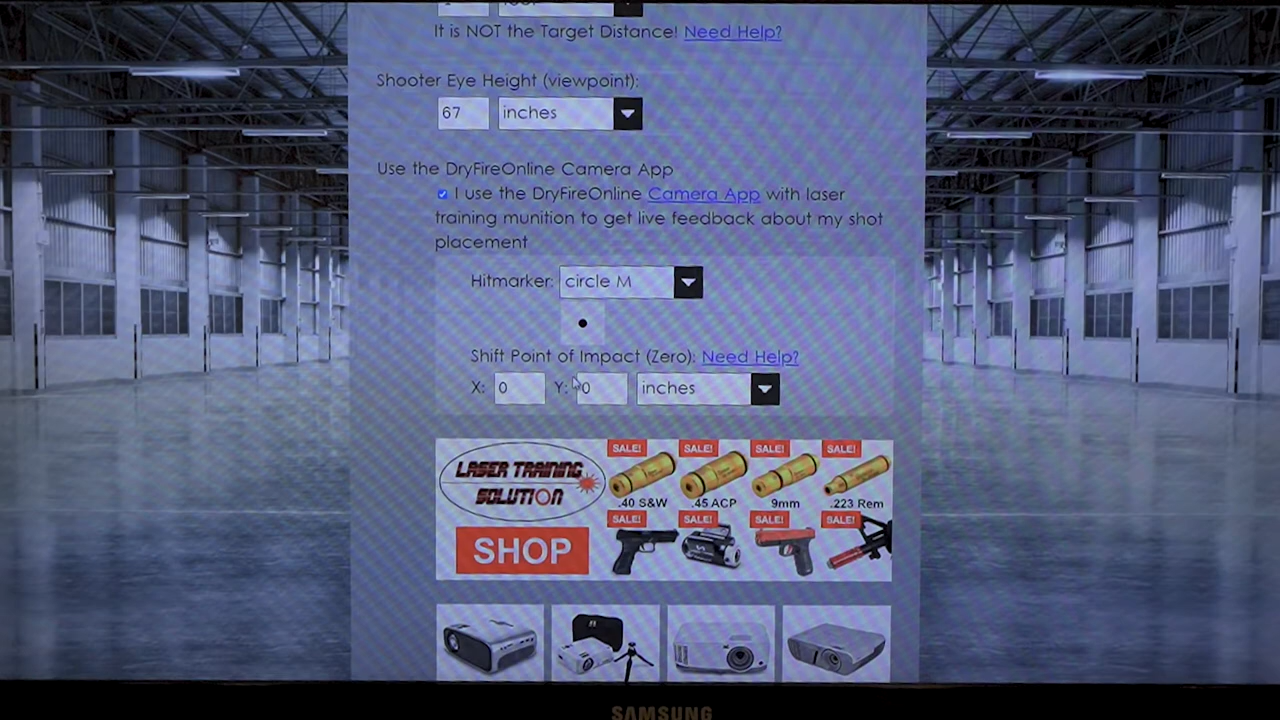 It is NOT the Target Distance! Need Help?
Shooter Eye Height (viewpoint):
67 inches
Use the DryFireOnline Camera App
I use the DryFireOnline Camera App with laser
training munition to get live feedback about my shot
placement
Hitmarker: circle M
Shift Point of Impact (Zero): Need Help?
X: 0 Y: 0 inches
SALE! SALE! SALE! SALE!
LASER TRAINING
SOLUTION
.40 S&W .45 ACP 9mm .223 Rem
SALE! SALE! SALE! SALE!
SHOP
SAMSUNG